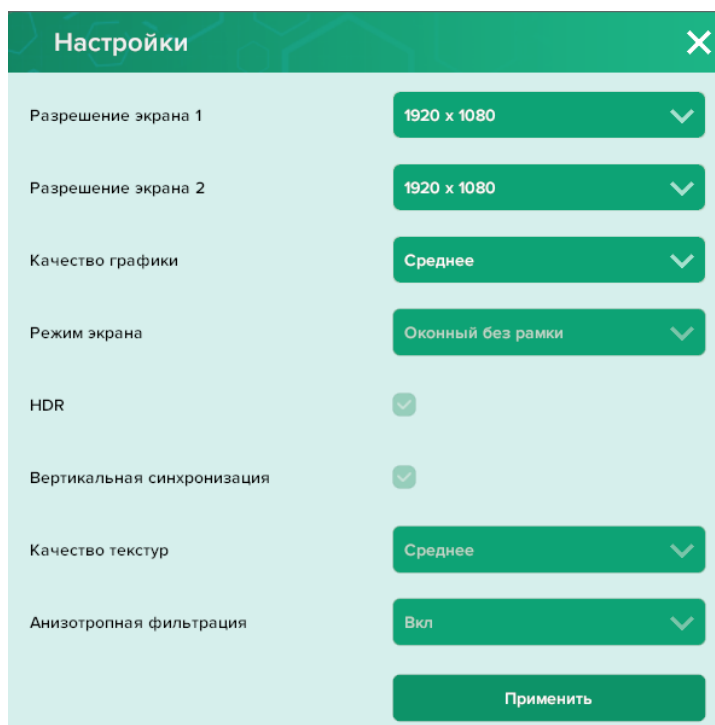 Настройки
Разрешение экрана 1 1920 x 1080
Разрешение экрана 2 1920 x 1080
Качество графики Среднее
Режим экрана Оконный без рамки
HDR
Вертикальная синхронизация
Качество текстур Среднее
Анизотропная фильтрация Вкл
Применить